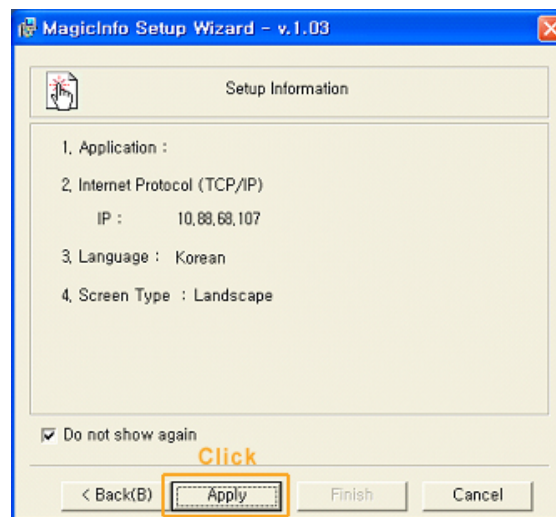 MagicInfo Setup Wizard - v.1.03
Setup Information
1. Application :
2. Internet Protocol (TCP/IP)
IP : 10,88,68,107
3. Language : Korean
4. Screen Type : Landscape
Do not show again
Click
< Back(B) Apply Finish Cancel